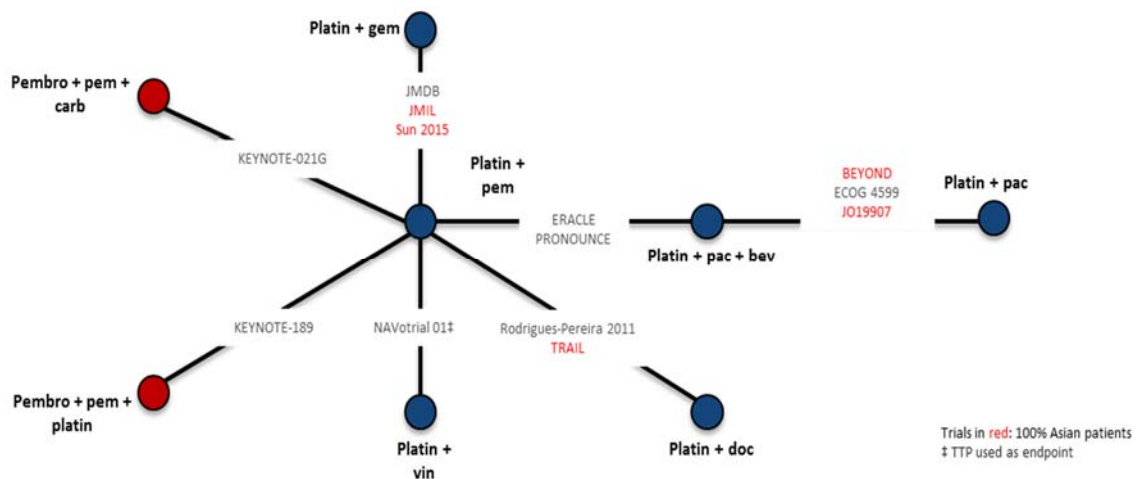 Platin + gem
Pembro + pem +
carb
JMDB
JMIL
Sun 2015
KEYNOTE-021G
Platin +
pem
BEYOND
ECOG 4599
JO19907
Platin + pac
ERACLE
PRONOUNCE
Platin + pac + bev
KEYNOTE-189
NAVotrial 01‡
Rodrigues-Pereira 2011
TRAIL
Pembro + pem +
platin
Platin +
vin
Platin + doc
Trials in red: 100% Asian patients
‡ TTP used as endpoint